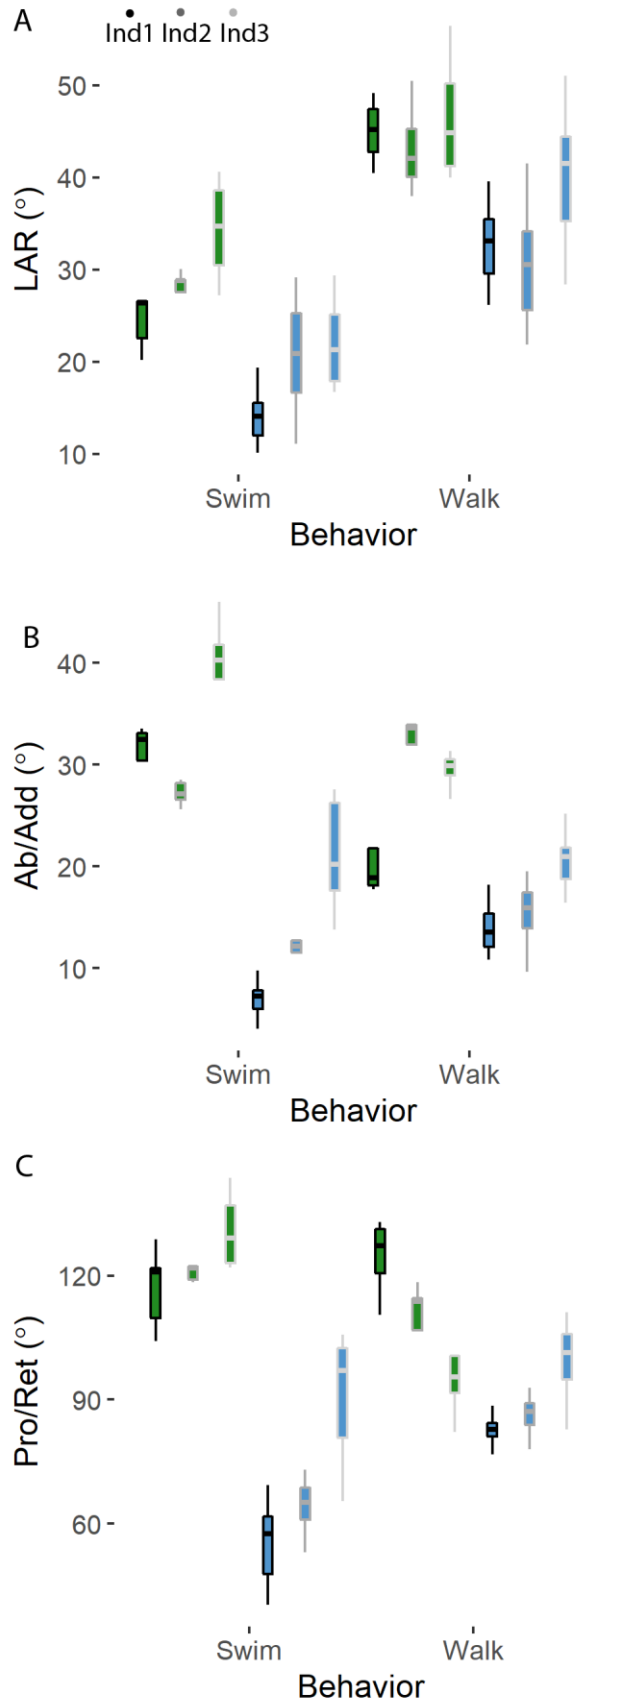 A
Ind1 Ind2 Ind3
LAR (°)
50
40
30
20
10
Swim Walk
Behavior
B
Ab/Add (°)
40
30
20
10
Swim Walk
Behavior
C
Pro/Ret (°)
120
90
60
Swim Walk
Behavior